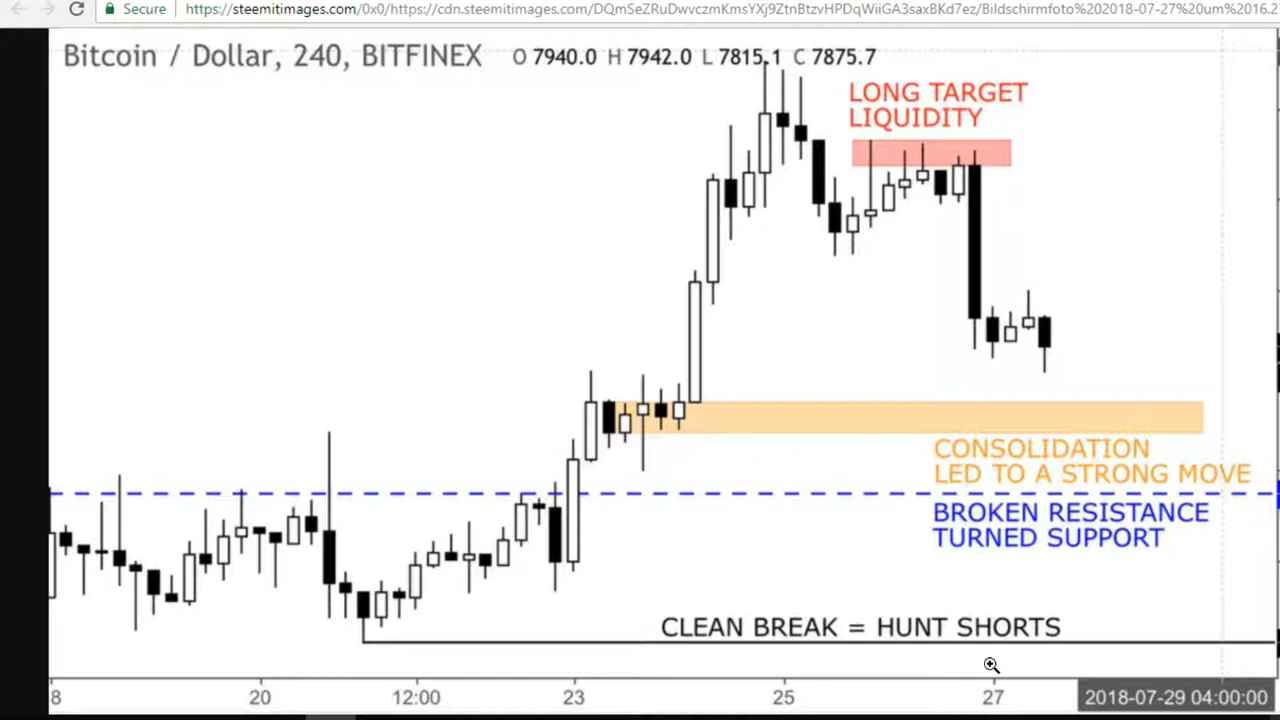 Secure
https://steemitimages.com/0x0/https://cdn.steemitimages.com/DQmSeZRuDwvczmKmsYXj9ZtnBtzvHPDqWiiGA3saxBKd7ez/Bildschirmfoto%202018-07-27%20um%2016.2
Bitcoin / Dollar, 240, BITFINEX O 7940.0 H 7942.0 L 7815.1 C 7875.7
LONG TARGET
LIQUIDITY
CONSOLIDATION
LED TO A STRONG MOVE
BROKEN RESISTANCE
TURNED SUPPORT
CLEAN BREAK = HUNT SHORTS
8 20 12:00 23 25 27 2018-07-29 04:00:00